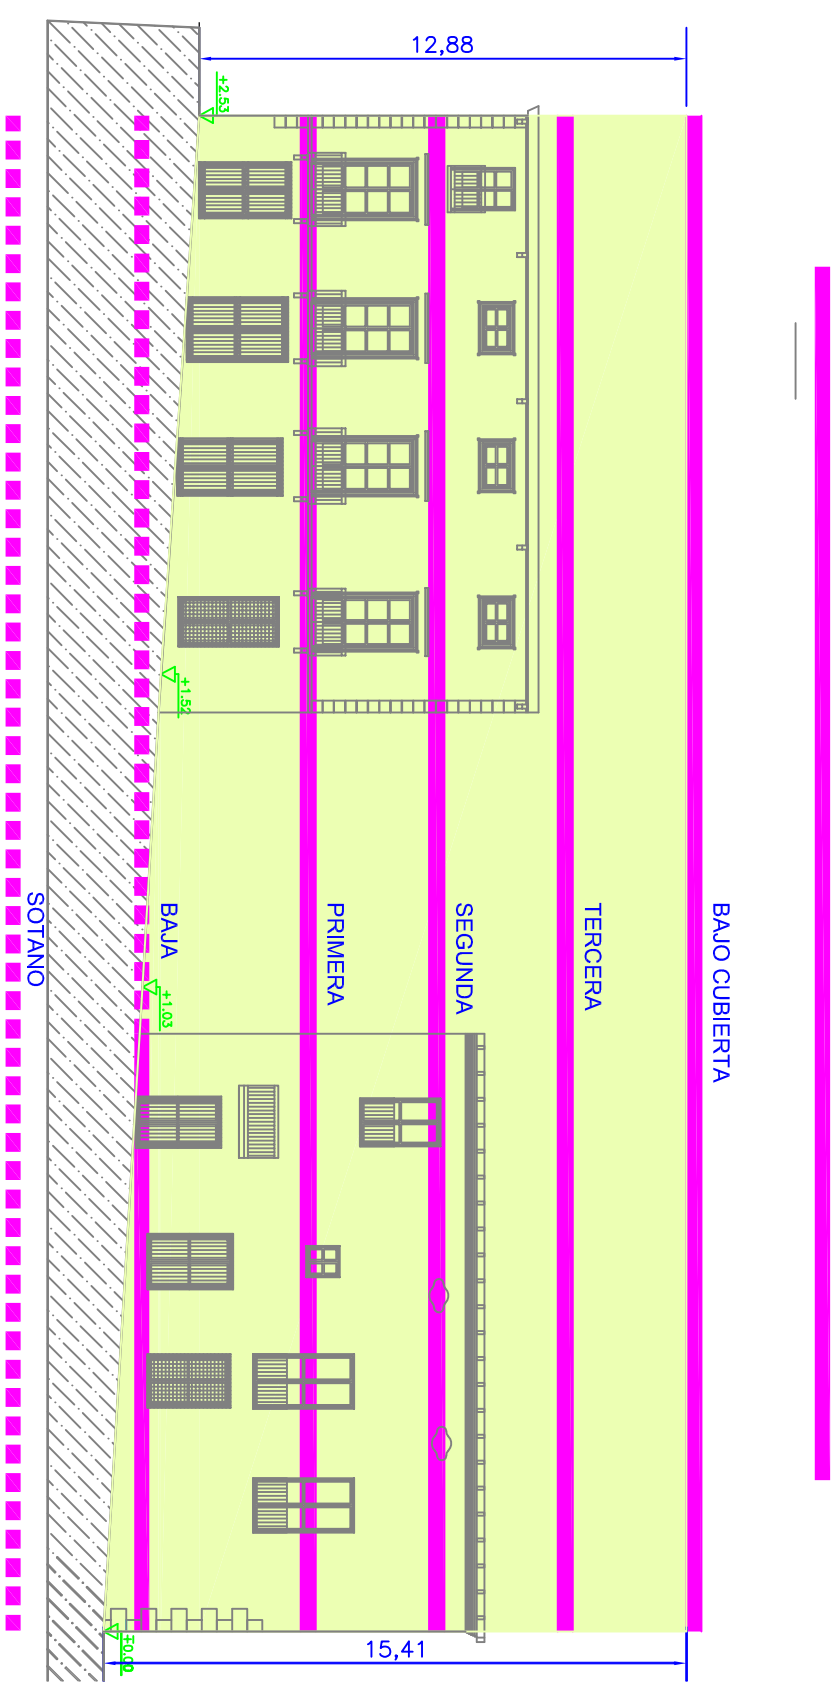 12,88
+2.53
+1.52
SOTANO
BAJA
PRIMERA
SEGUNDA
TERCERA
BAJO CUBIERTA
+1.03
15,41
±0.00